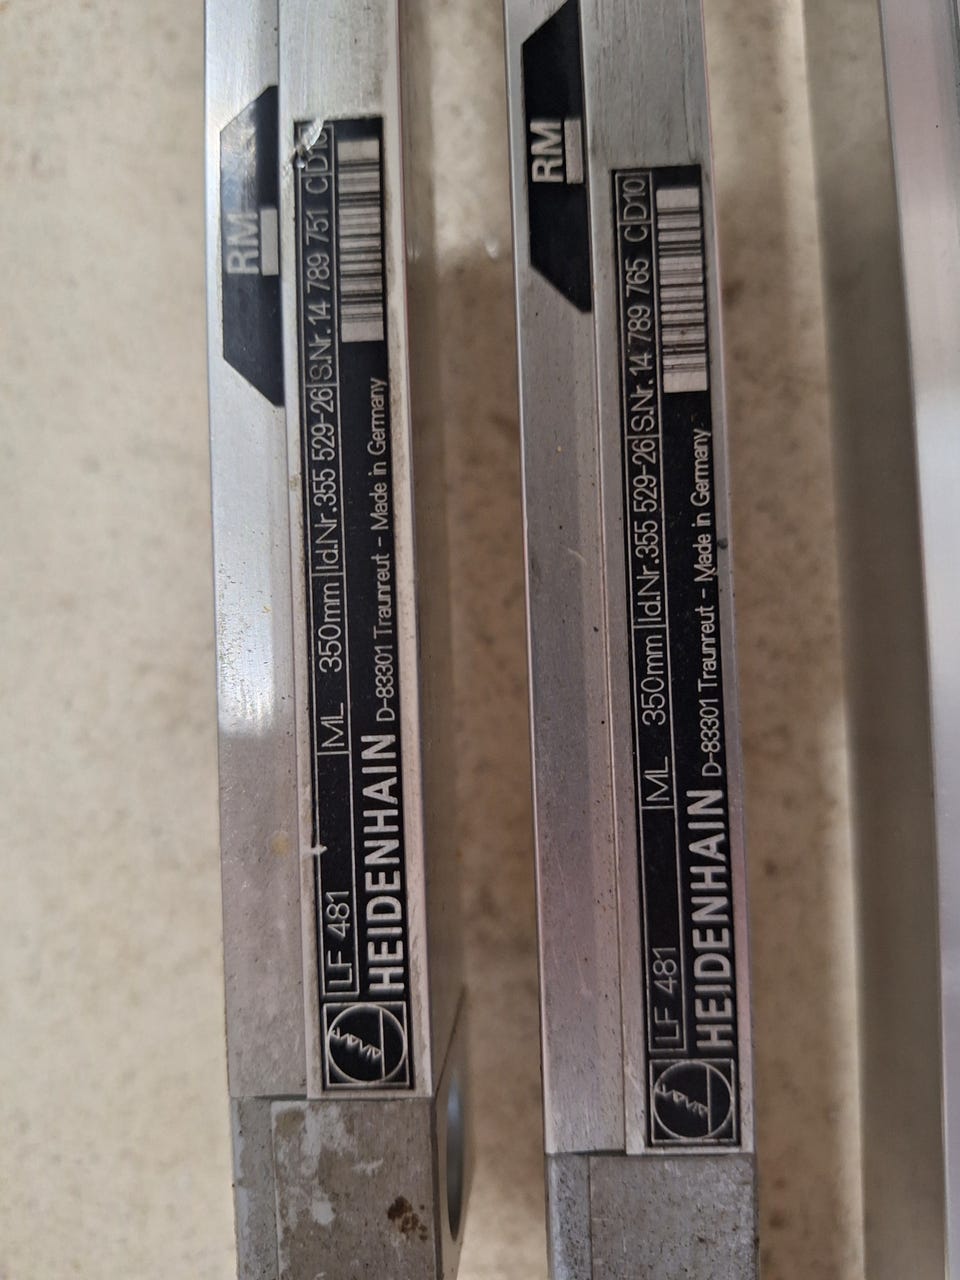 RM
LF 481 ML 350mm Id.Nr.355 529-26 S.Nr.14 789 751 C D10
HEIDENHAIN D-83301 Traunreut - Made in Germany
RM
LF 481 ML 350mm Id.Nr.355 529-26 S.Nr.14 789 765 C D10
HEIDENHAIN D-83301 Traunreut - Made in Germany